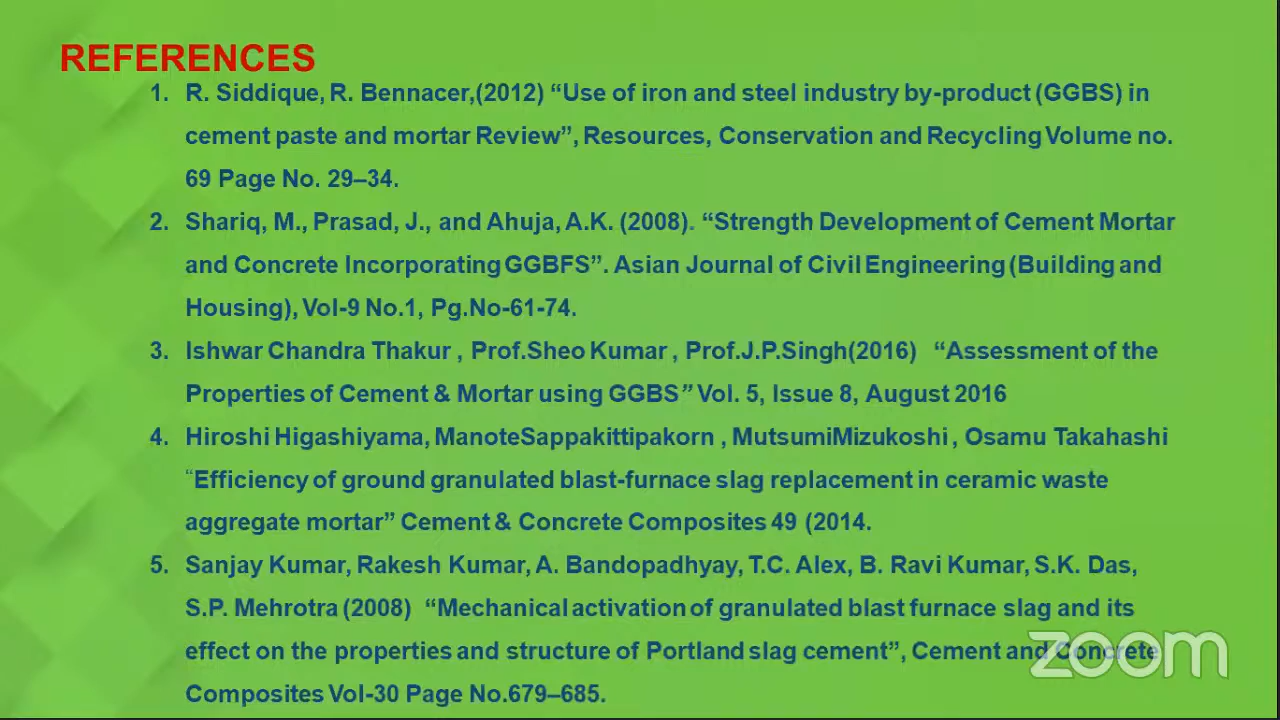 REFERENCES
1. R. Siddique, R. Bennacer,(2012) “Use of iron and steel industry by-product (GGBS) in
cement paste and mortar Review”, Resources, Conservation and Recycling Volume no.
69 Page No. 29–34.
2. Shariq, M., Prasad, J., and Ahuja, A.K. (2008). “Strength Development of Cement Mortar
and Concrete Incorporating GGBFS”. Asian Journal of Civil Engineering (Building and
Housing), Vol-9 No.1, Pg.No-61-74.
3. Ishwar Chandra Thakur , Prof.Sheo Kumar , Prof.J.P.Singh(2016) “Assessment of the
Properties of Cement & Mortar using GGBS” Vol. 5, Issue 8, August 2016
4. Hiroshi Higashiyama, ManoteSappakittipakorn , MutsumiMizukoshi , Osamu Takahashi
“Efficiency of ground granulated blast-furnace slag replacement in ceramic waste
aggregate mortar” Cement & Concrete Composites 49 (2014.
5. Sanjay Kumar, Rakesh Kumar, A. Bandopadhyay, T.C. Alex, B. Ravi Kumar, S.K. Das,
S.P. Mehrotra (2008) “Mechanical activation of granulated blast furnace slag and its
effect on the properties and structure of Portland slag cement”, Cement and Concrete
Composites Vol-30 Page No.679–685.
zoom